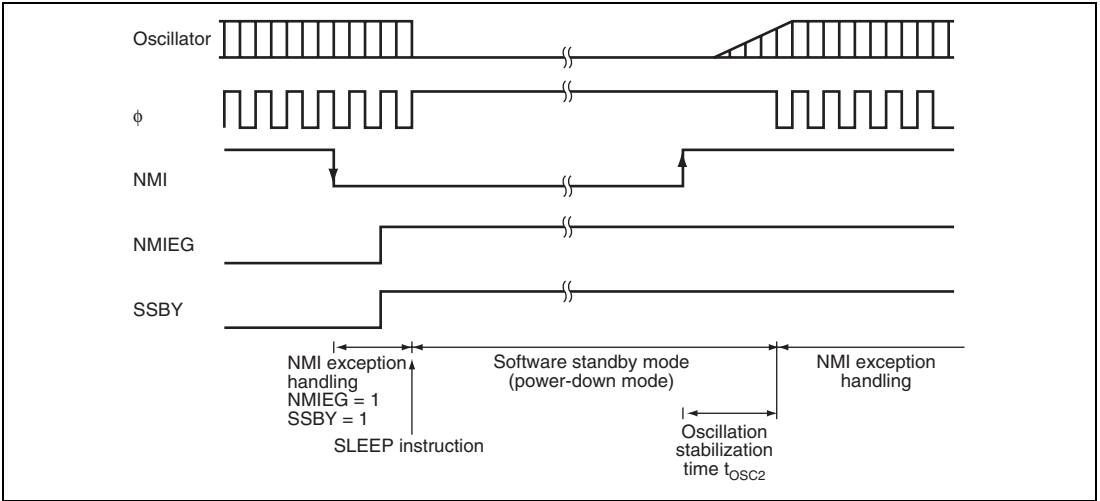 Oscillator
ϕ
NMI
NMIEG
SSBY
NMI exception
handling
NMIEG = 1
SSBY = 1
SLEEP instruction
Software standby mode
(power-down mode)
Oscillation
stabilization
time tOSC2
NMI exception
handling